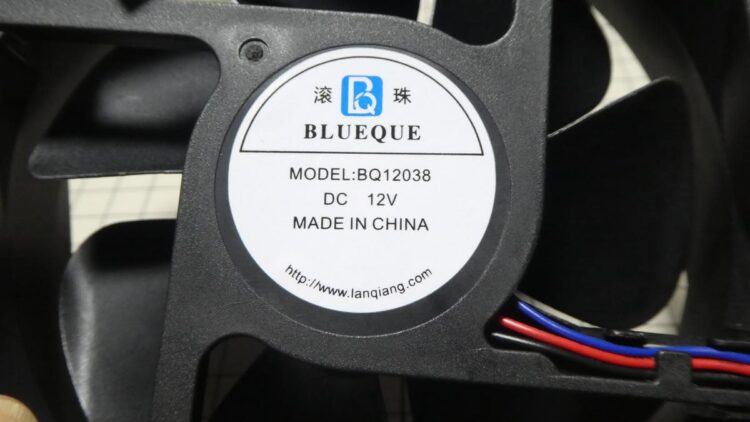 滚 BQ 珠
BLUEQUE
MODEL:BQ12038
DC 12V
MADE IN CHINA
http://www.lanqiang.com